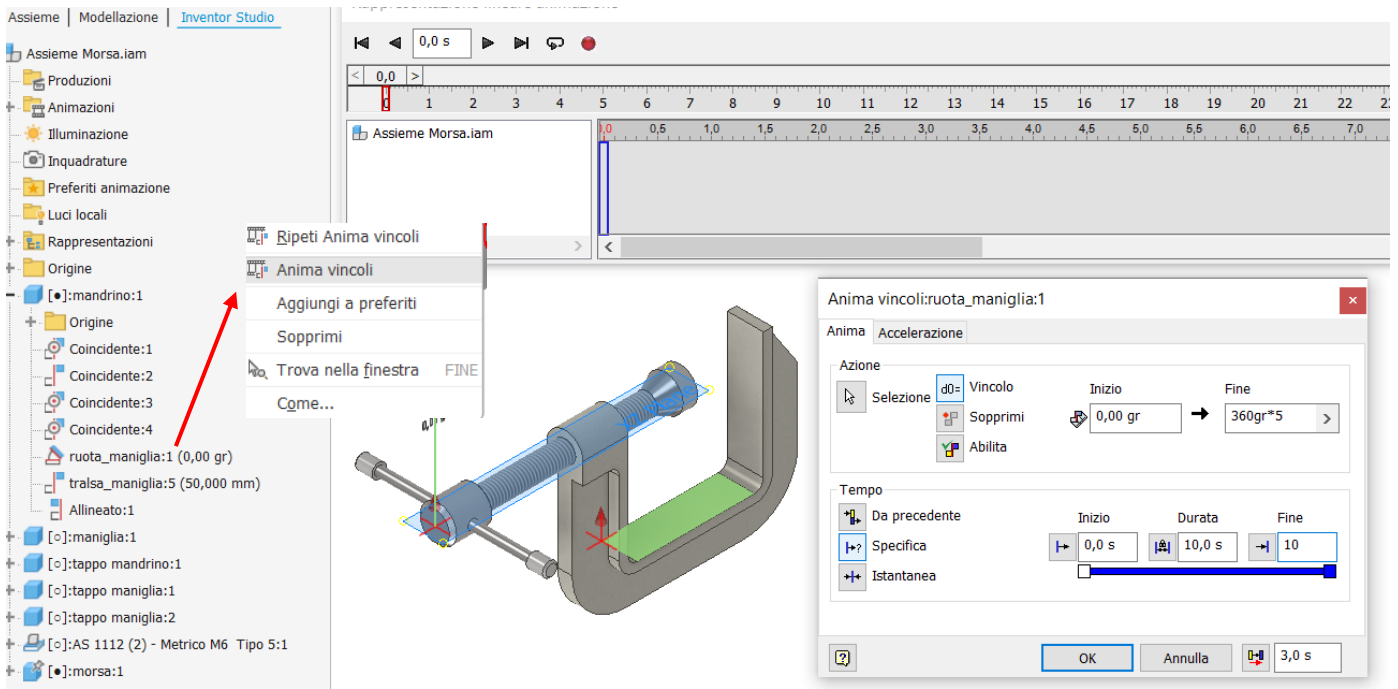 Assieme Modellazione Inventor Studio
Assieme Morsa.iam
Produzioni
Animazioni
Illuminazione
Inquadrature
Preferiti animazione
Luci locali
Rappresentazioni
Origine
[●]:mandrino:1
Origine
Coincidente:1
Coincidente:2
Coincidente:3
Coincidente:4
ruota_maniglia:1 (0,00 gr)
tralsa_maniglia:5 (50,000 mm)
Allineato:1
[○]:maniglia:1
[○]:tappo mandrino:1
[○]:tappo maniglia:1
[○]:tappo maniglia:2
[○]:AS 1112 (2) - Metrico M6 Tipo 5:1
[●]:morsa:1
Ripeti Anima vincoli
Anima vincoli
Aggiungi a preferiti
Sopprimi
Trova nella finestra FINE
Come...
0,0 s
< 0,0 >
0 1 2 3 4 5 6 7 8 9 10 11 12 13 14 15 16 17 18 19 20 21 22
Assieme Morsa.iam
0,0 0,5 1,0 1,5 2,0 2,5 3,0 3,5 4,0 4,5 5,0 5,5 6,0 6,5 7,0
Anima vincoli:ruota_maniglia:1
Anima Accelerazione
Azione
Selezione
d0= Vincolo
Sopprimi
Abilita
Inizio Fine
0,00 gr 360gr*5 >
Tempo
Da precedente
Specifica
Istantanea
Inizio Durata Fine
0,0 s 10,0 s 10
OK Annulla 3,0 s